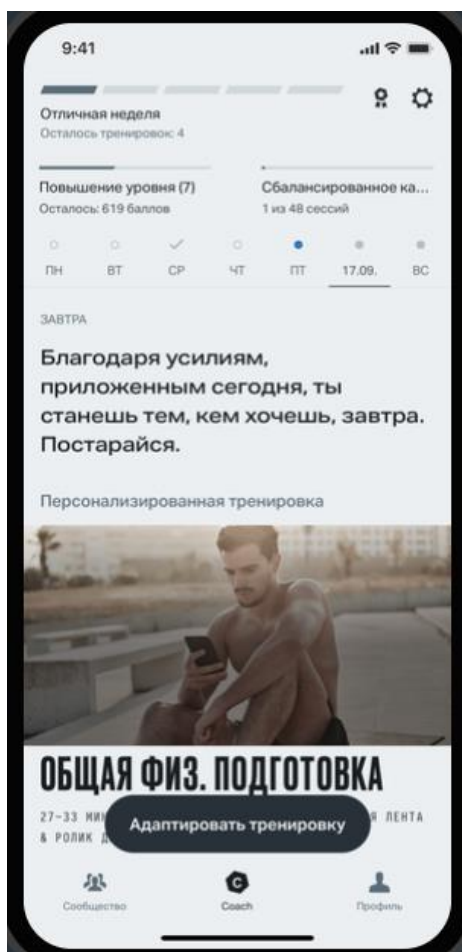 9:41
Отличная неделя
Осталось тренировок: 4
Повышение уровня (7)
Сбалансированное ка...
Осталось: 619 баллов
1 из 48 сессий
ПН ВТ СР ЧТ ПТ 17.09. ВС
ЗАВТРА
Благодаря усилиям,
приложенным сегодня, ты
станешь тем, кем хочешь, завтра.
Постарайся.
Персонализированная тренировка
ОБЩАЯ ФИЗ. ПОДГОТОВКА
27-33 ЛЕНТА
& РОЛИК
Адаптировать тренировку
Сообщество
Coach
Профиль